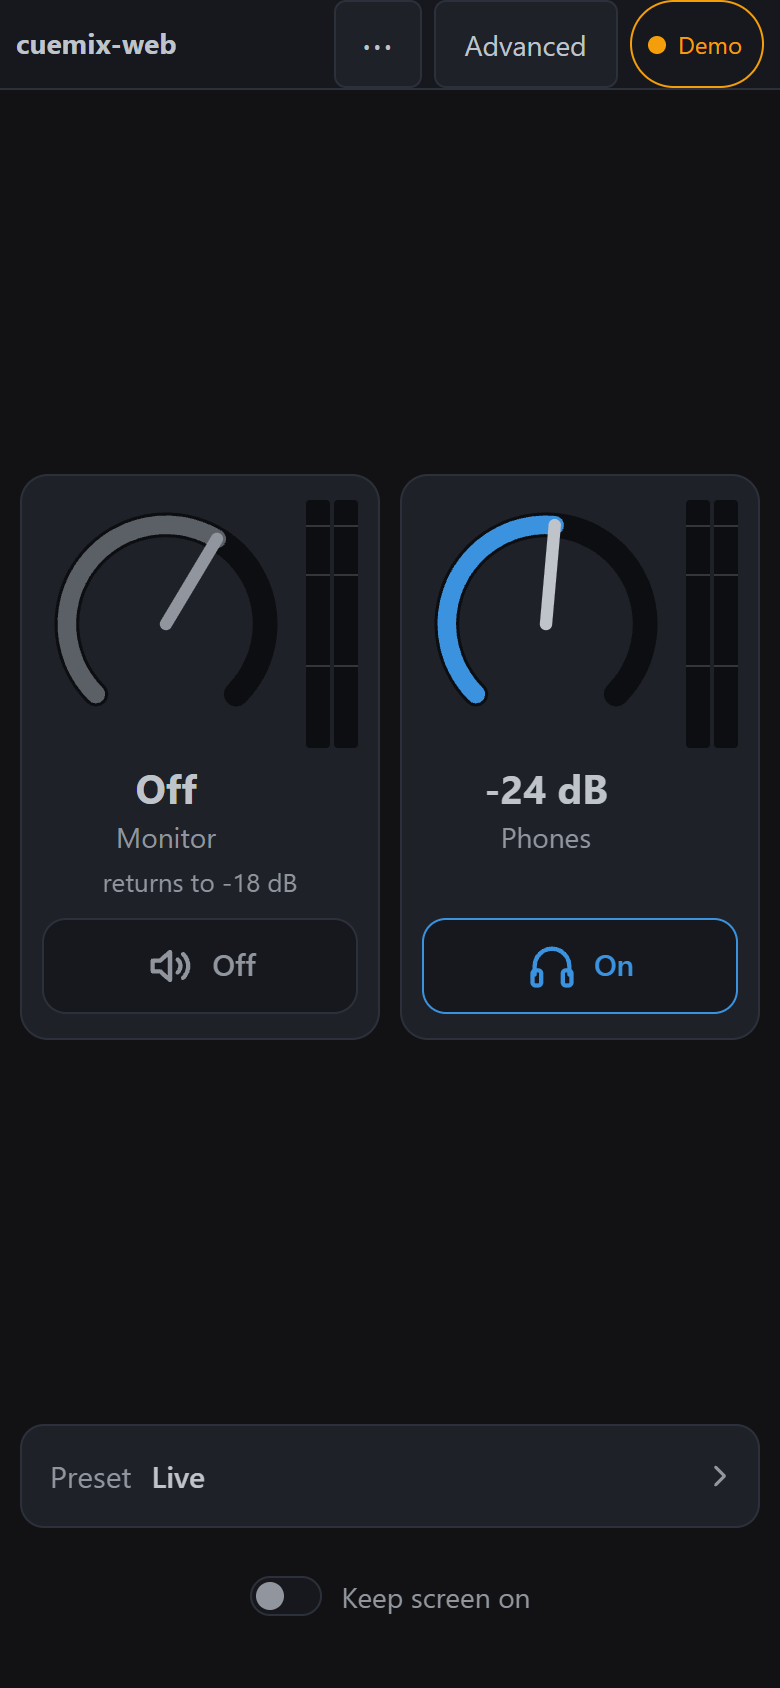 cuemix-web
...
Advanced
Demo
Off
Monitor
returns to -18 dB
Off
-24 dB
Phones
On
Preset Live
Keep screen on